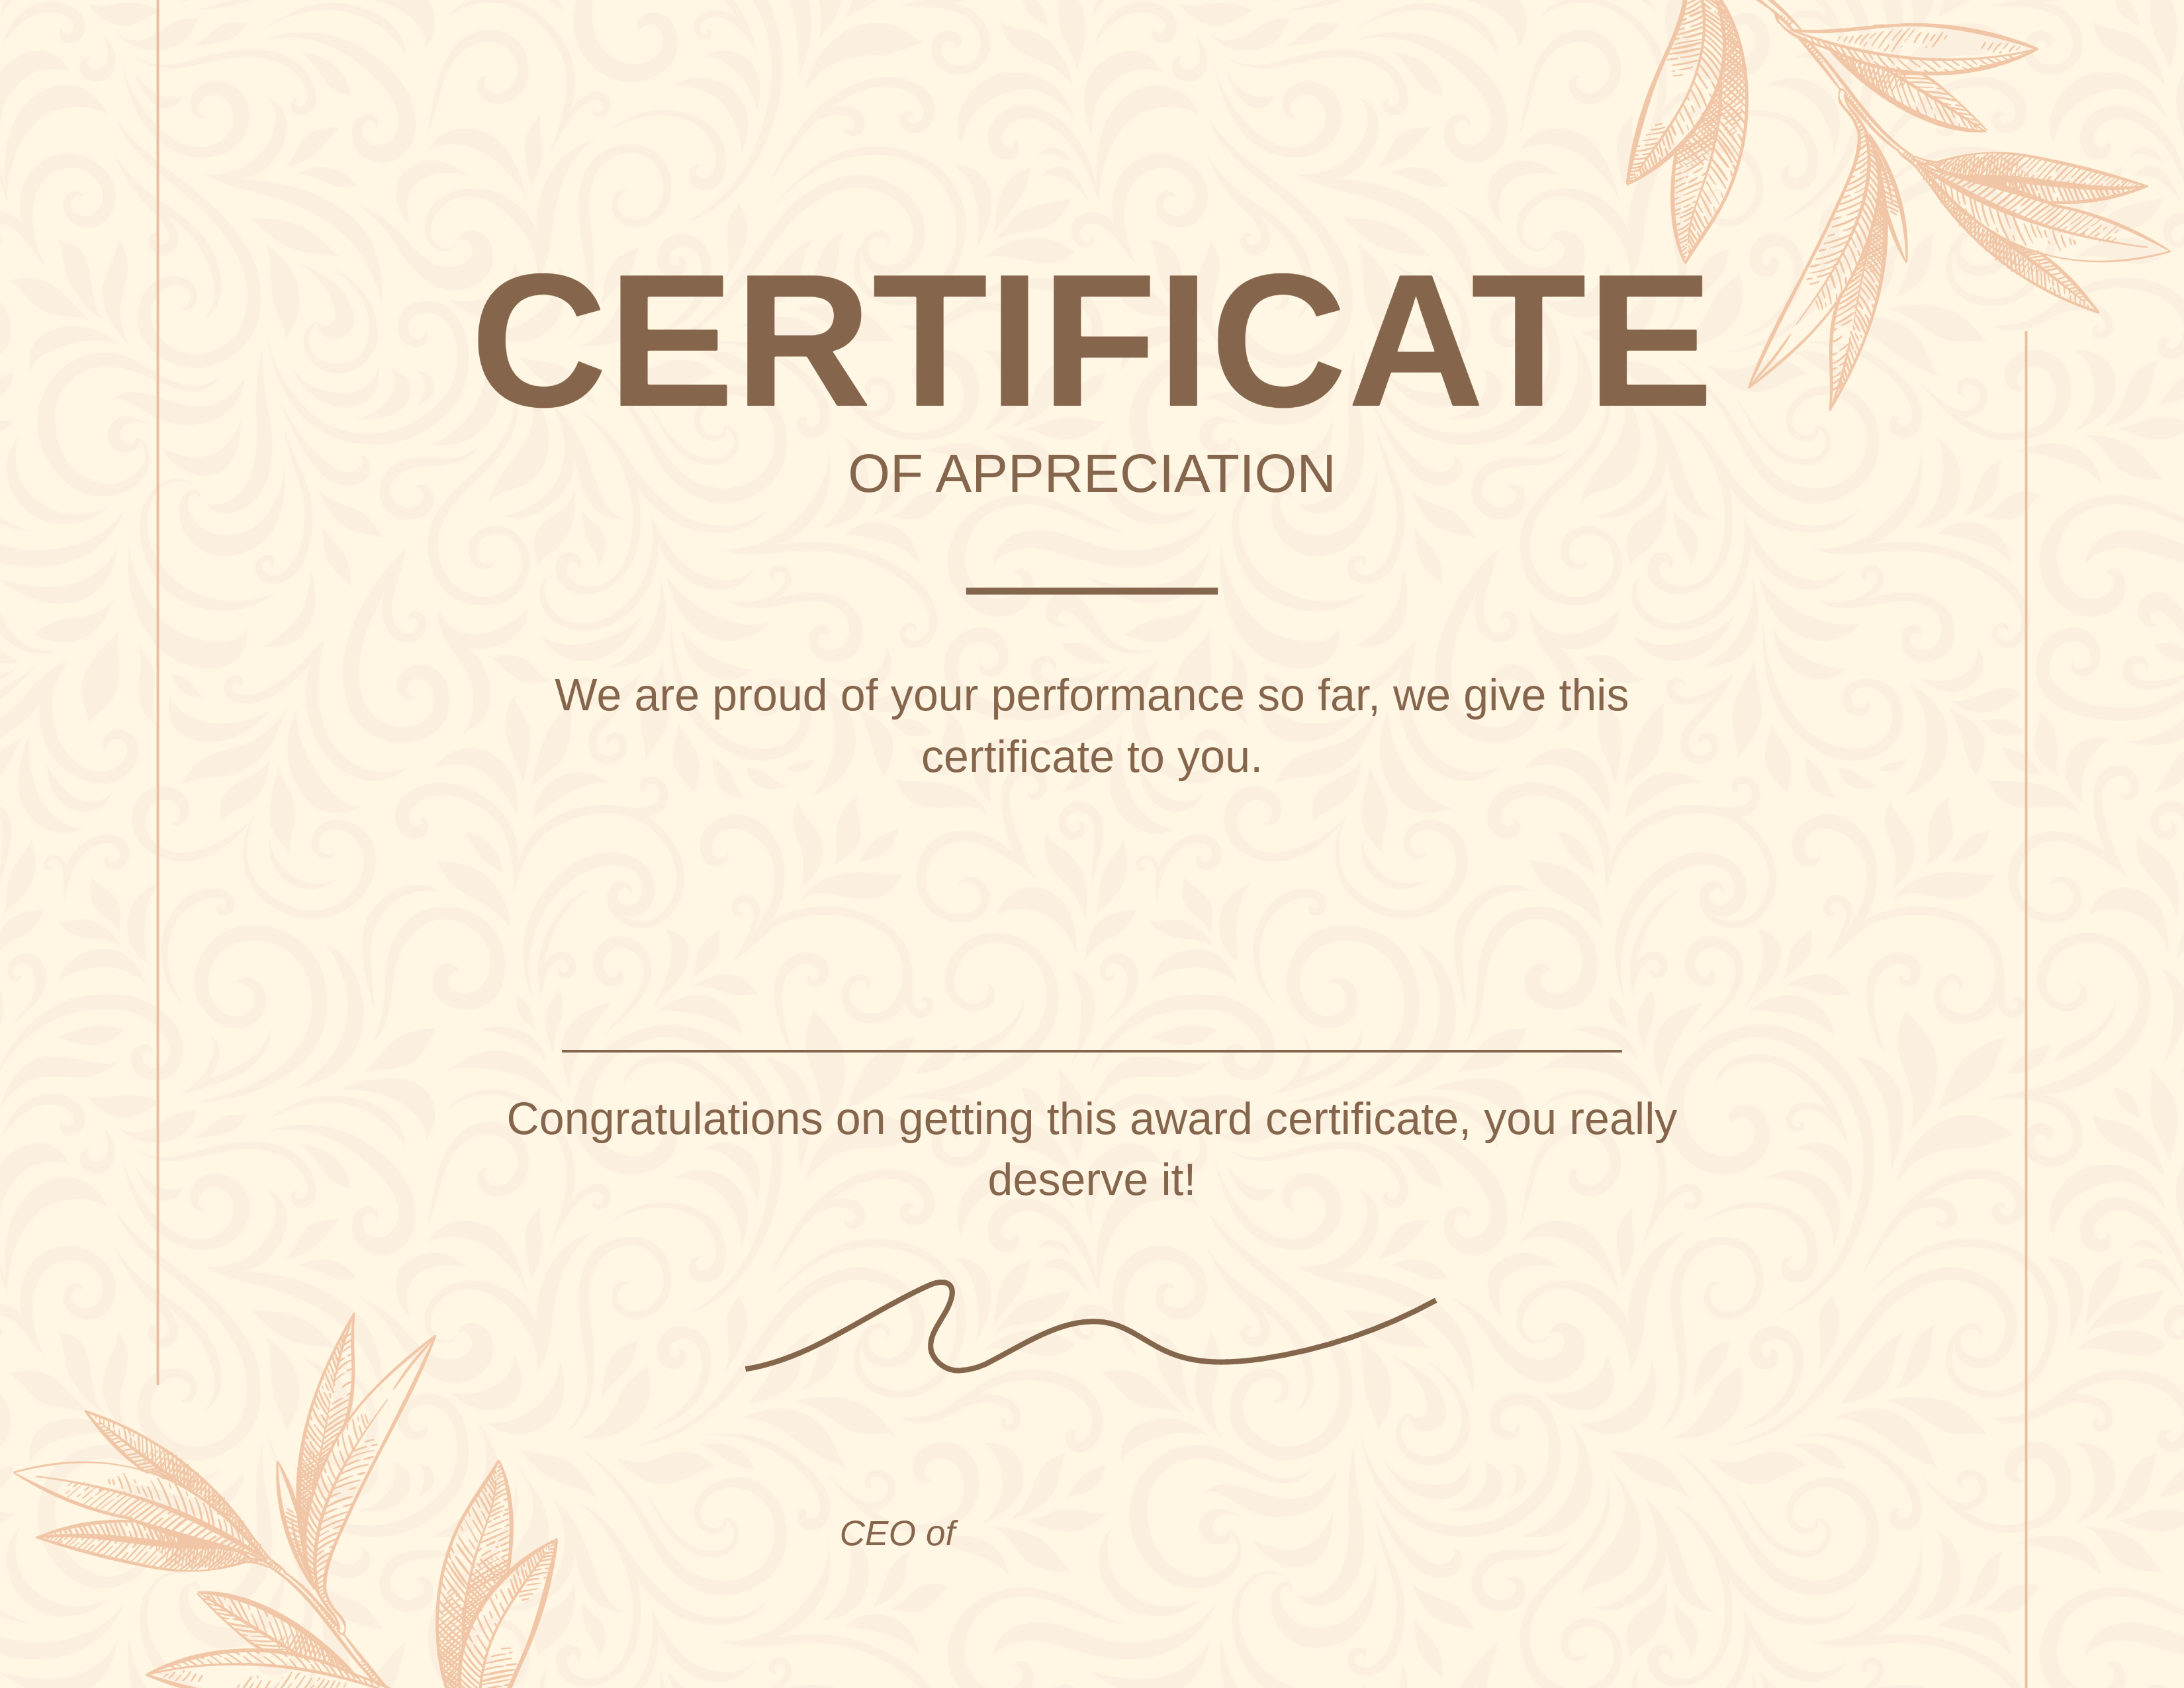 CERTIFICATE
OF APPRECIATION
We are proud of your performance so far, we give this
certificate to you.
Congratulations on getting this award certificate, you really
deserve it!
CEO of